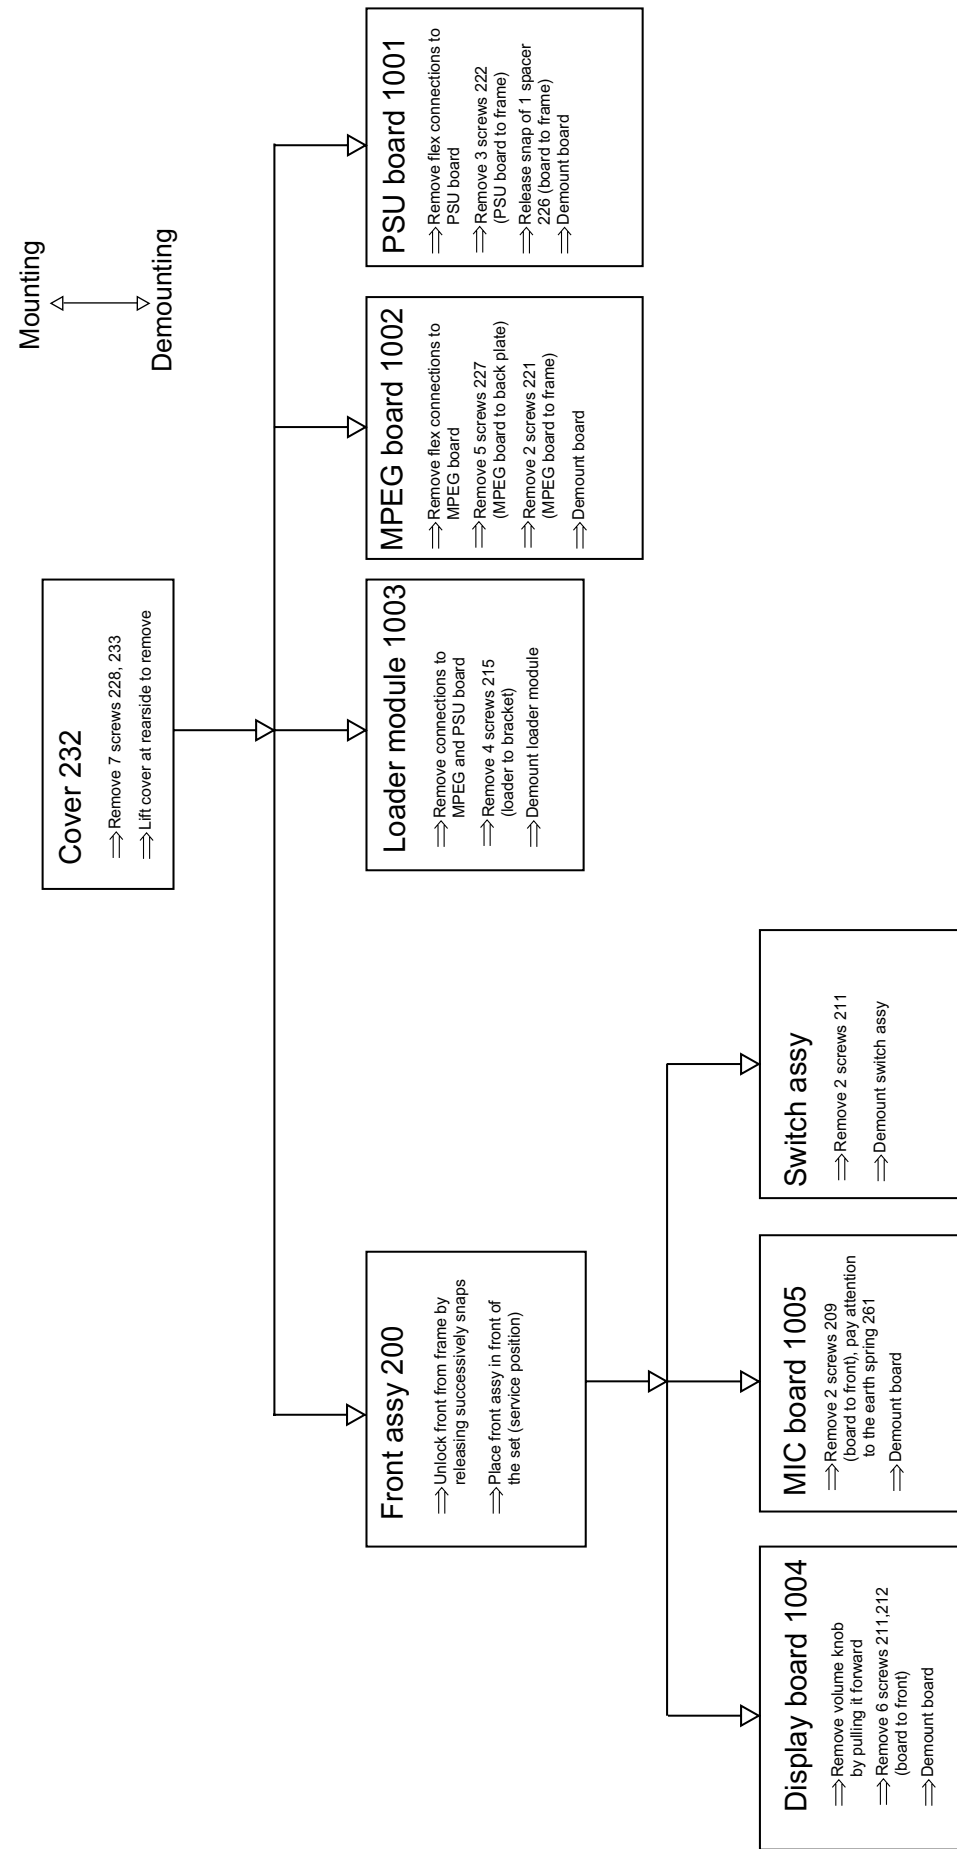 Mounting
Demounting
Cover 232
⇒Remove 7 screws 228, 233
⇒Lift cover at rearside to remove
Front assy 200
⇒Unlock front from frame by
releasing successively snaps
⇒Place front assy in front of
the set (service position)
Loader module 1003
⇒Remove connections to
MPEG and PSU board
⇒Remove 4 screws 215
(loader to bracket)
⇒Demount loader module
MPEG board 1002
⇒Remove flex connections to
MPEG board
⇒Remove 5 screws 227
(MPEG board to back plate)
⇒Remove 2 screws 221
(MPEG board to frame)
⇒Demount board
PSU board 1001
⇒Remove flex connections to
PSU board
⇒Remove 3 screws 222
(PSU board to frame)
⇒Release snap of 1 spacer
226 (board to frame)
⇒Demount board
Display board 1004
⇒Remove volume knob
by pulling it forward
⇒Remove 6 screws 211,212
(board to front)
⇒Demount board
MIC board 1005
⇒Remove 2 screws 209
(board to front), pay attention
to the earth spring 261
⇒Demount board
Switch assy
⇒Remove 2 screws 211
⇒Demount switch assy